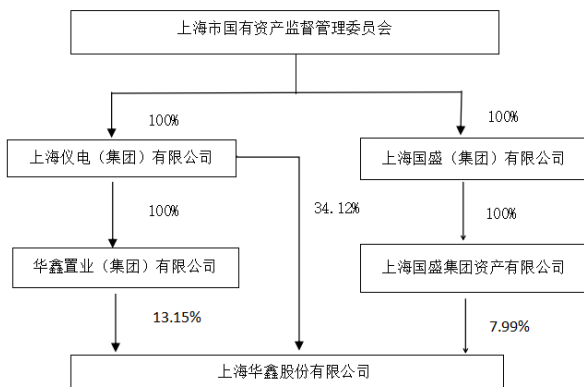 上海市国有资产监督管理委员会
100%
100%
上海仪电（集团）有限公司
上海国盛（集团）有限公司
100%
34.12%
100%
华鑫置业（集团）有限公司
上海国盛集团资产有限公司
13.15%
7.99%
上海华鑫股份有限公司